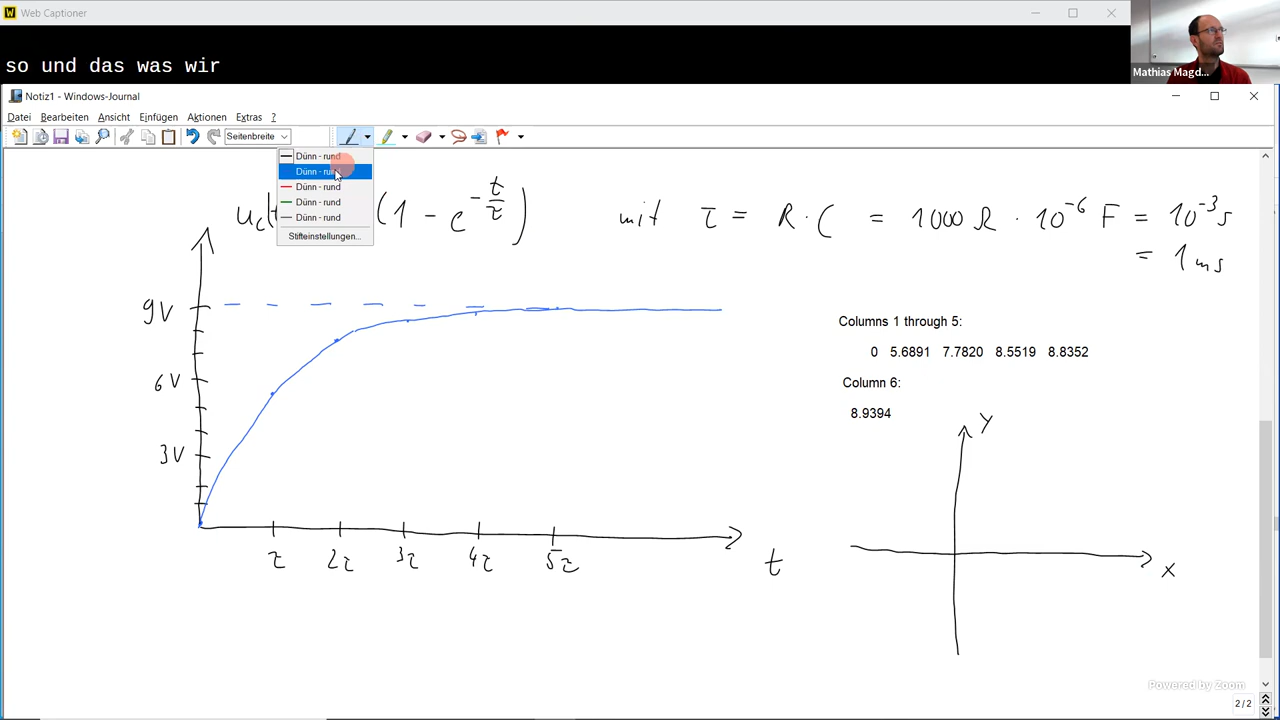 Web Captioner
so und das was wir
Mathias Magd...
Notiz1 - Windows-Journal
Datei Bearbeiten Ansicht Einfügen Aktionen Extras ?
Seitenbreite
Dünn - rund
Dünn - rund
Dünn - rund
Dünn - rund
Dünn - rund
Stifteinstellungen...
u_c(t (1 - e^{-t/τ}) mit τ = R · C = 1000 Ω · 10^{-6} F = 10^{-3} s
= 1 ms
9V
6V
3V
τ 2τ 3τ 4τ 5τ
t
Columns 1 through 5:
0 5.6891 7.7820 8.5519 8.8352
Column 6:
8.9394
y
x
Powered by Zoom
2/2